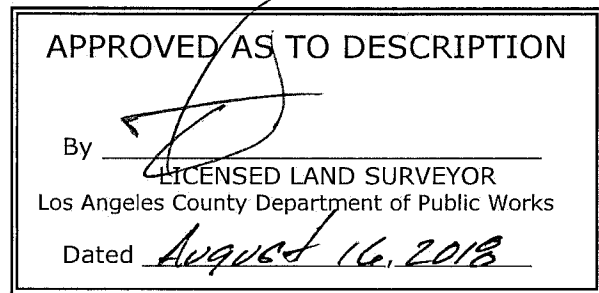 APPROVED AS TO DESCRIPTION
By
LICENSED LAND SURVEYOR
Los Angeles County Department of Public Works
Dated August 16, 2018